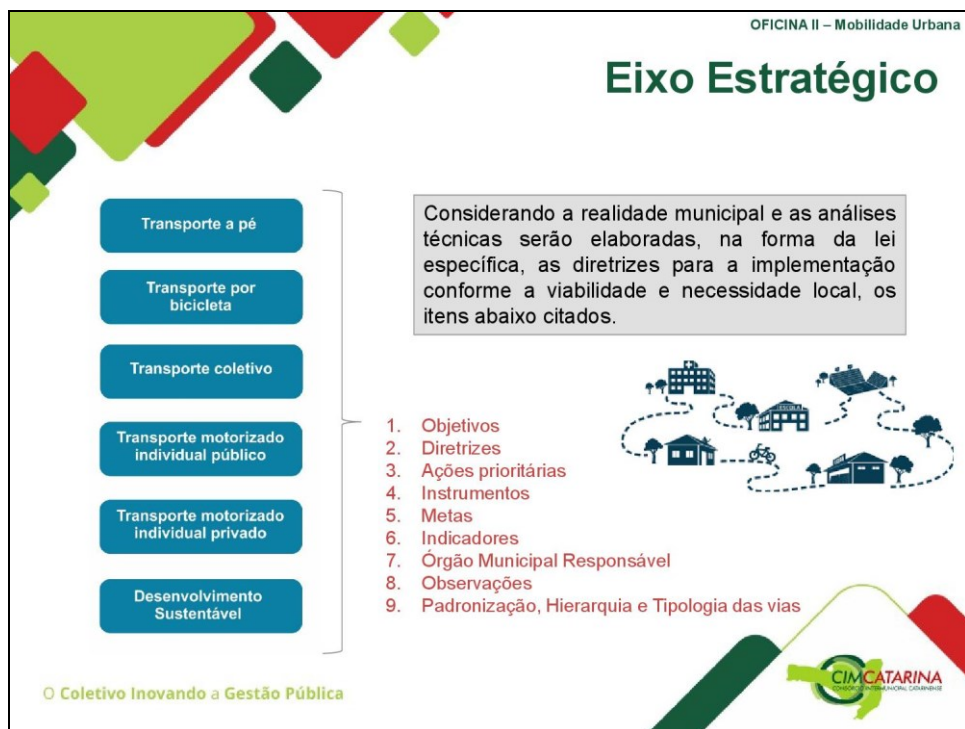 OFICINA II – Mobilidade Urbana
Eixo Estratégico
Transporte a pé
Transporte por
bicicleta
Transporte coletivo
Transporte motorizado
individual público
Transporte motorizado
individual privado
Desenvolvimento
Sustentável
Considerando a realidade municipal e as análises
técnicas serão elaboradas, na forma da lei
específica, as diretrizes para a implementação
conforme a viabilidade e necessidade local, os
itens abaixo citados.
ESCOLA
1. Objetivos
2. Diretrizes
3. Ações prioritárias
4. Instrumentos
5. Metas
6. Indicadores
7. Órgão Municipal Responsável
8. Observações
9. Padronização, Hierarquia e Tipologia das vias
O Coletivo Inovando a Gestão Pública
CIMCATARINA
CONSÓRCIO INTERMUNICIPAL CATARINENSE